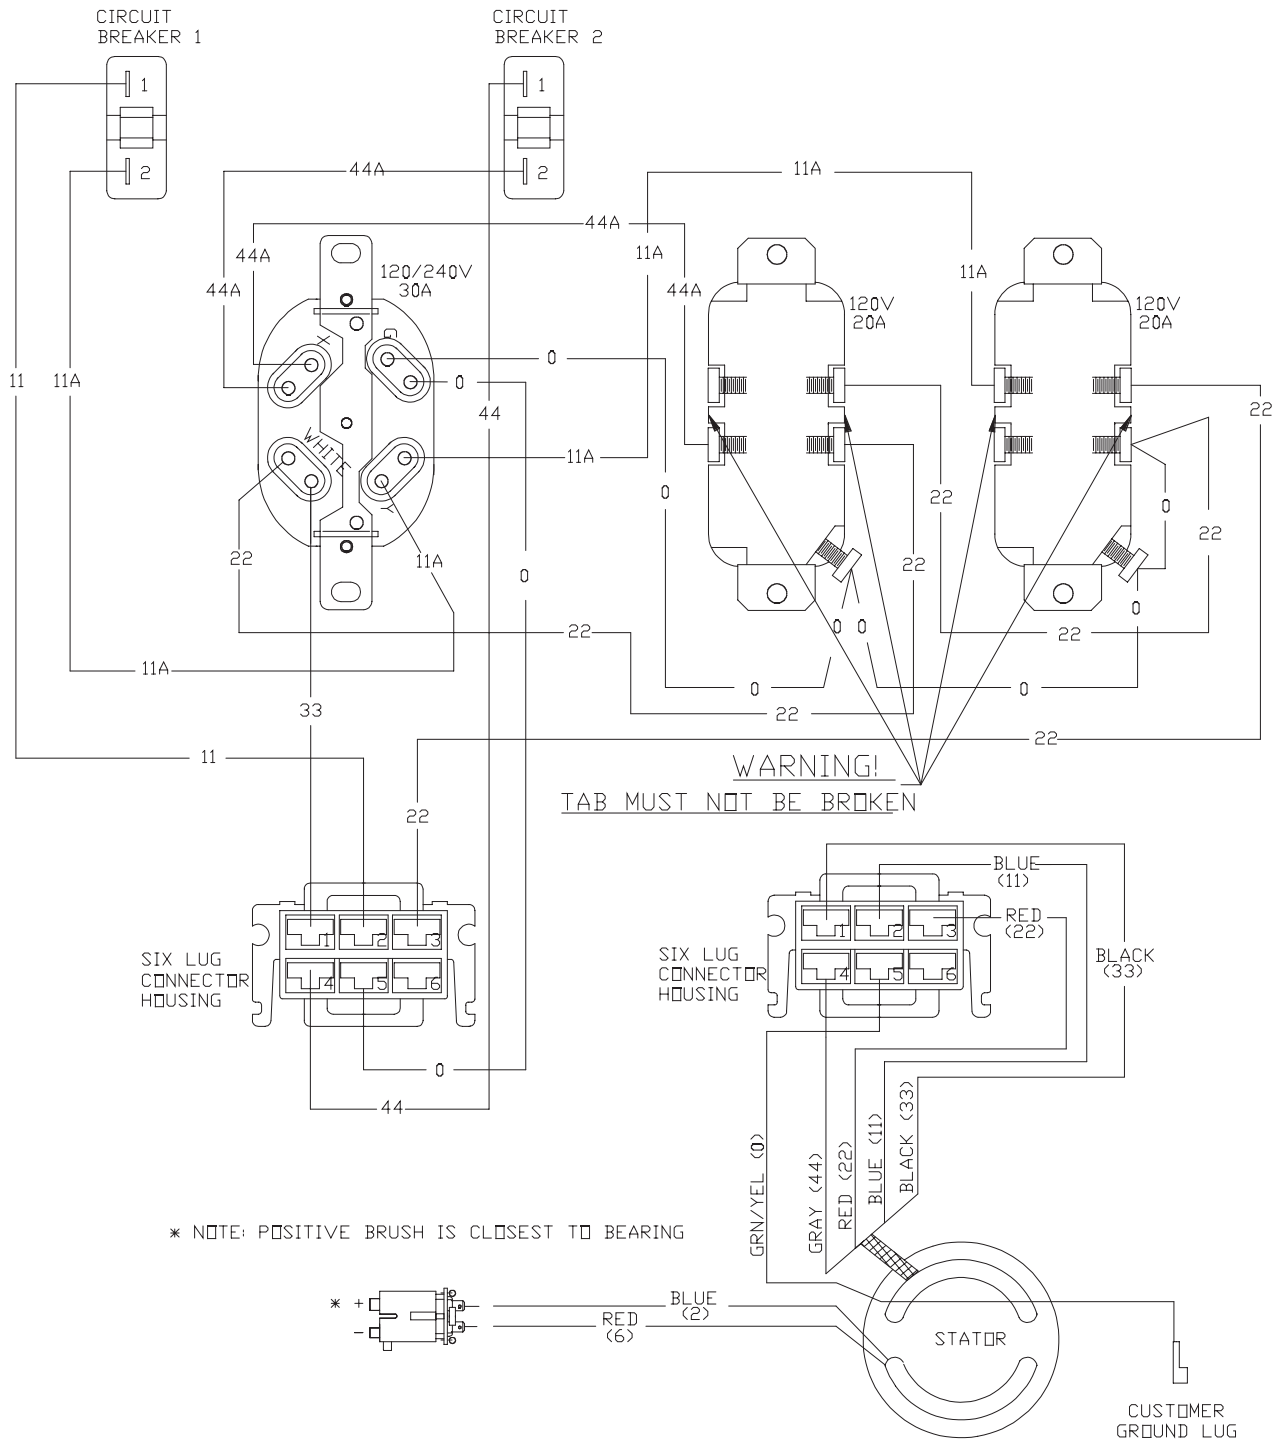 CIRCUIT
BREAKER 1
CIRCUIT
BREAKER 2
1
1
2
2
44A
11A
44A
11A
44A
44A
44A
11A
120/240V
30A
120V
20A
120V
20A
X
G
0
0
11
11A
44
22
WHITE
11A
Y
0
22
0
22
11A
22
22
0
0
22
0
0
22
11A
33
0
0
22
22
11
WARNING!
TAB MUST NOT BE BROKEN
22
BLUE
(11)
RED
(22)
BLACK
(33)
1
2
3
4
5
6
SIX LUG
CONNECTOR
HOUSING
1
2
3
4
5
6
SIX LUG
CONNECTOR
HOUSING
0
44
GRN/YEL (0)
GRAY (44)
RED (22)
BLUE (11)
BLACK (33)
* NOTE: POSITIVE BRUSH IS CLOSEST TO BEARING
* +
-
BLUE
(2)
RED
(6)
STATOR
CUSTOMER
GROUND LUG